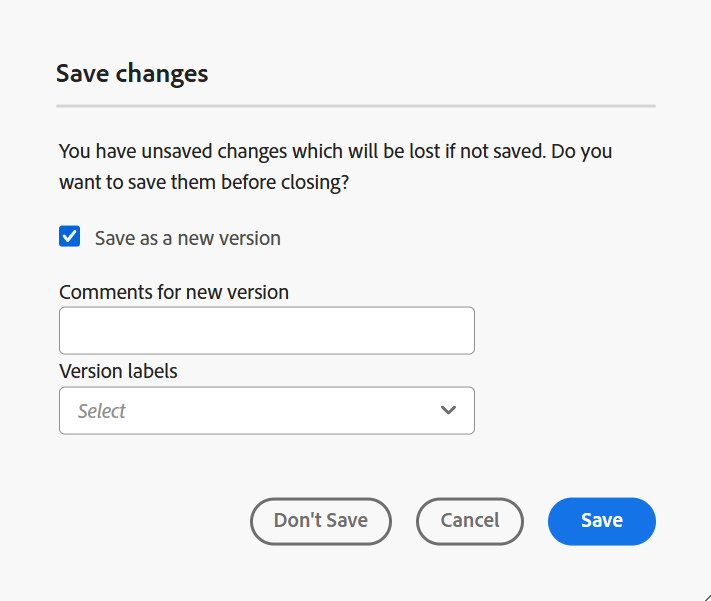 Save changes
You have unsaved changes which will be lost if not saved. Do you
want to save them before closing?
Save as a new version
Comments for new version
Version labels
Select
Don't Save
Cancel
Save